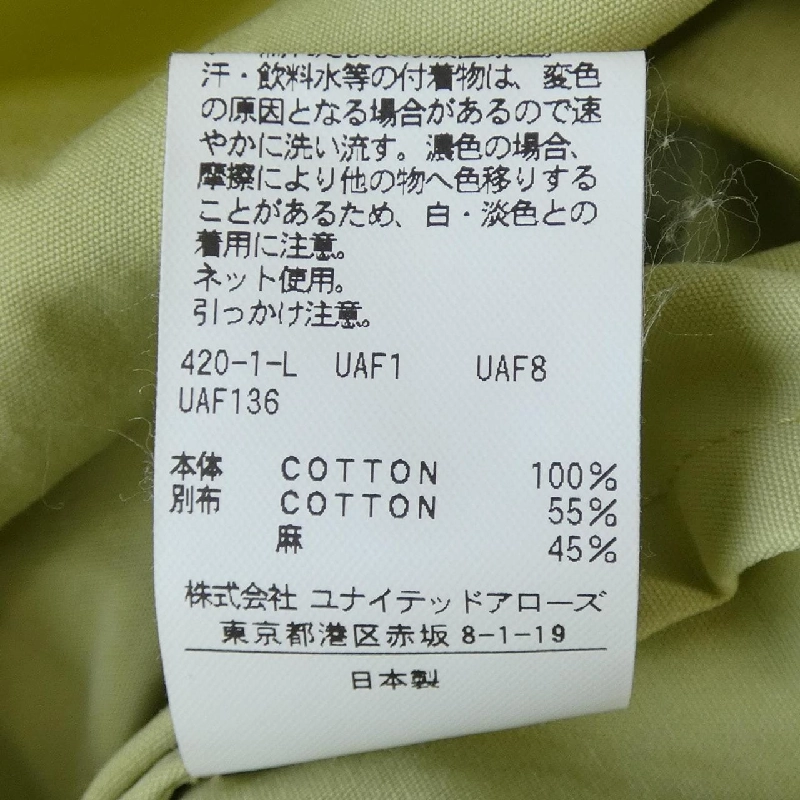 汗・飲料水等の付着物は、変色
の原因となる場合があるので速
やかに洗い流す。濃色の場合、
摩擦により他の物へ色移りする
ことがあるため、白・淡色との
着用に注意。
ネット使用。
引っかけ注意。
420-1-L UAF1 UAF8
UAF136
本体 COTTON 100%
別布 COTTON 55%
麻 45%
株式会社 ユナイテッドアローズ
東京都港区赤坂 8-1-19
日本製